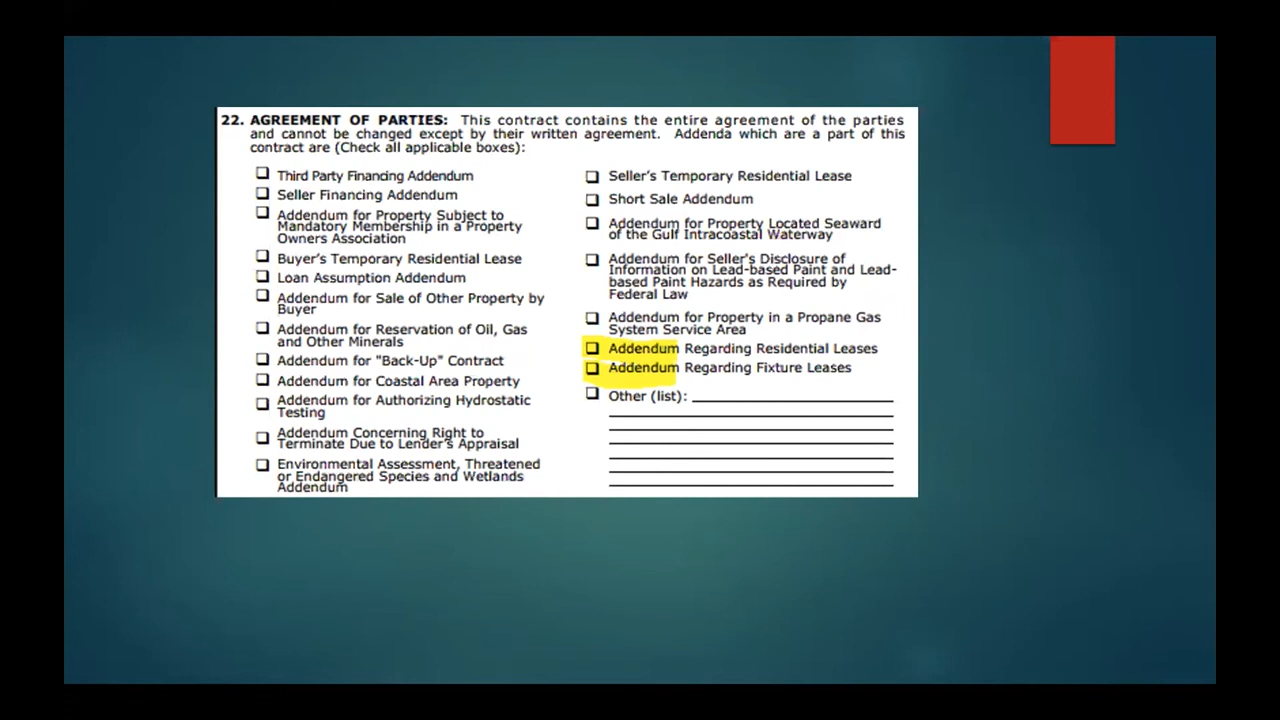 22. AGREEMENT OF PARTIES: This contract contains the entire agreement of the parties
and cannot be changed except by their written agreement. Addenda which are a part of this
contract are (Check all applicable boxes):
Third Party Financing Addendum
Seller Financing Addendum
Addendum for Property Subject to
Mandatory Membership in a Property
Owners Association
Buyer's Temporary Residential Lease
Loan Assumption Addendum
Addendum for Sale of Other Property by
Buyer
Addendum for Reservation of Oil, Gas
and Other Minerals
Addendum for "Back-Up" Contract
Addendum for Coastal Area Property
Addendum for Authorizing Hydrostatic
Testing
Addendum Concerning Right to
Terminate Due to Lender's Appraisal
Environmental Assessment, Threatened
or Endangered Species and Wetlands
Addendum
Seller's Temporary Residential Lease
Short Sale Addendum
Addendum for Property Located Seaward
of the Gulf Intracoastal Waterway
Addendum for Seller's Disclosure of
Information on Lead-based Paint and Lead-
based Paint Hazards as Required by
Federal Law
Addendum for Property in a Propane Gas
System Service Area
Addendum Regarding Residential Leases
Addendum Regarding Fixture Leases
Other (list):